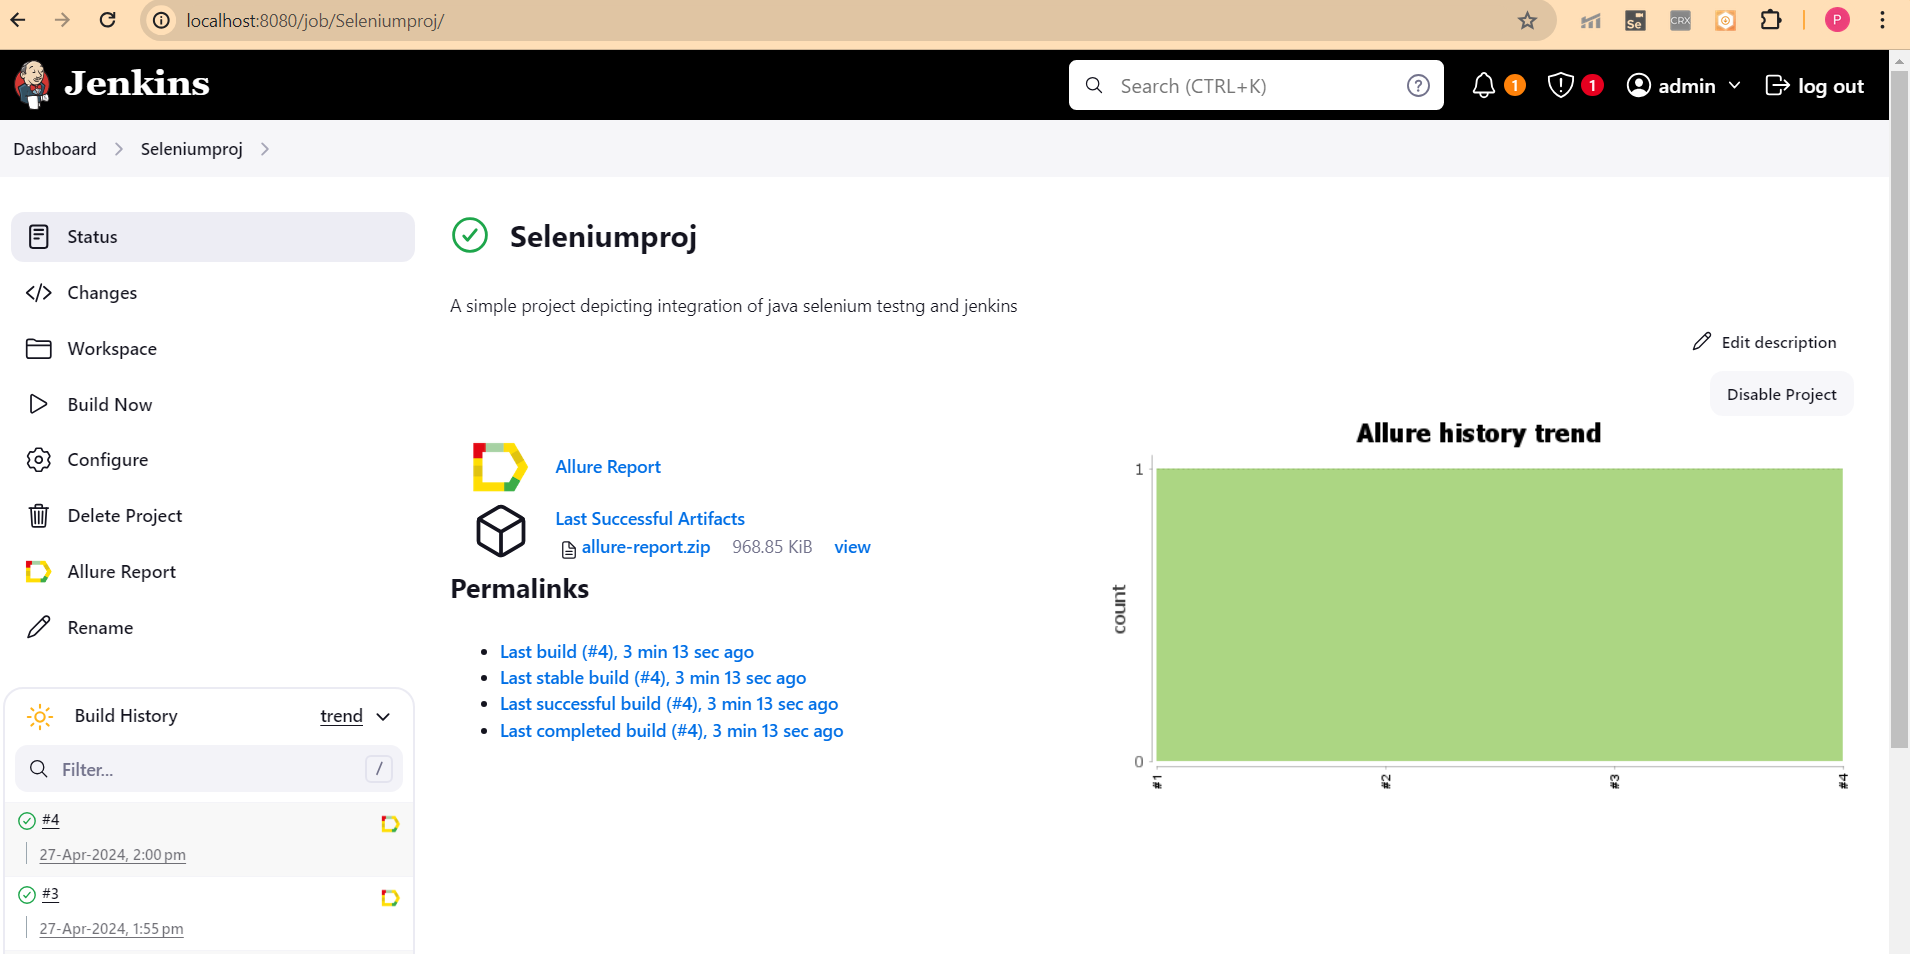 localhost:8080/job/Seleniumproj/
Se
CRX
P
Jenkins
Search (CTRL+K)
?
1
1
admin
log out
Dashboard
Seleniumproj
Status
Changes
Workspace
Build Now
Configure
Delete Project
Allure Report
Rename
Build History
trend
Filter...
/
#4
27-Apr-2024, 2:00 pm
#3
27-Apr-2024, 1:55 pm
Seleniumproj
A simple project depicting integration of java selenium testng and jenkins
Edit description
Disable Project
Allure Report
Last Successful Artifacts
allure-report.zip 968.85 KiB view
Permalinks
Last build (#4), 3 min 13 sec ago
Last stable build (#4), 3 min 13 sec ago
Last successful build (#4), 3 min 13 sec ago
Last completed build (#4), 3 min 13 sec ago
Allure history trend
1
count
0
#1 #2 #3 #4